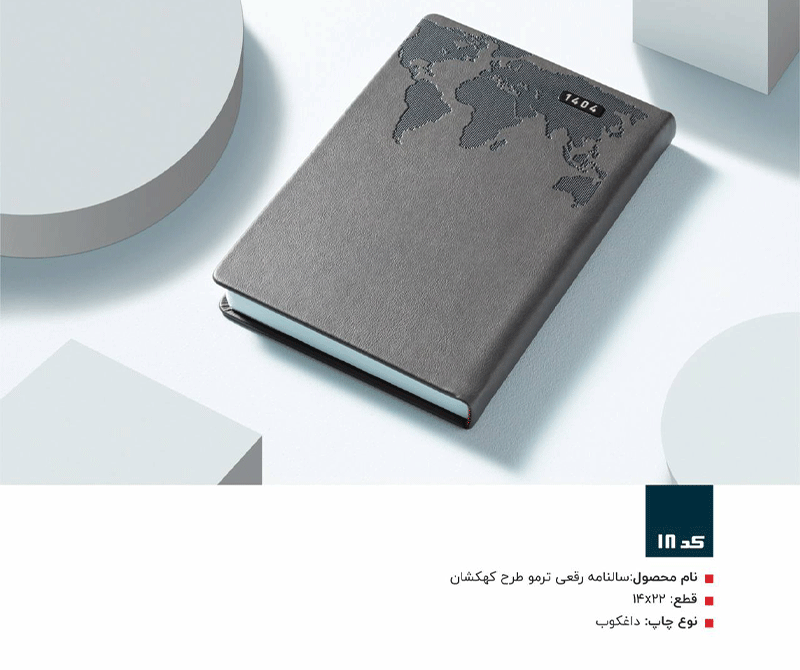 1404
کد ۱۸
نام محصول:سالنامه رقعی ترمو طرح کهکشان
قطع: ۱۴x۲۲
نوع چاپ: داغکوب